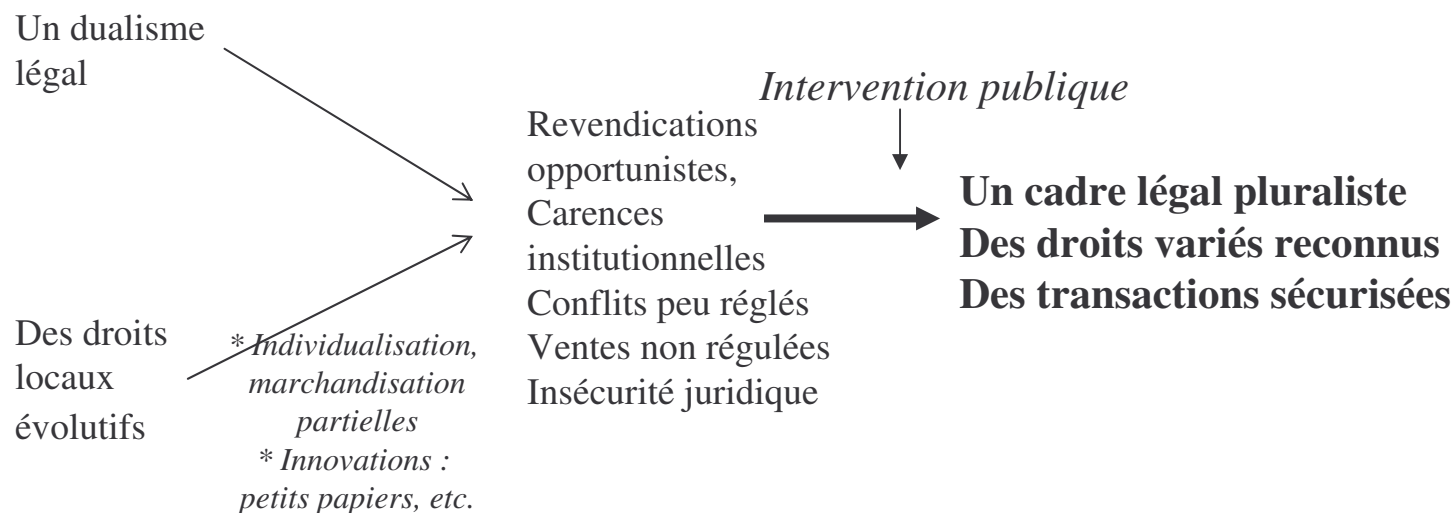 Un dualisme
légal
Des droits
locaux
évolutifs
* Individualisation,
marchandisation
partielles
* Innovations :
petits papiers, etc.
Revendications
opportunistes,
Carences
institutionnelles
Conflits peu réglés
Ventes non régulées
Insécurité juridique
Intervention publique
Un cadre légal pluraliste
Des droits variés reconnus
Des transactions sécurisées